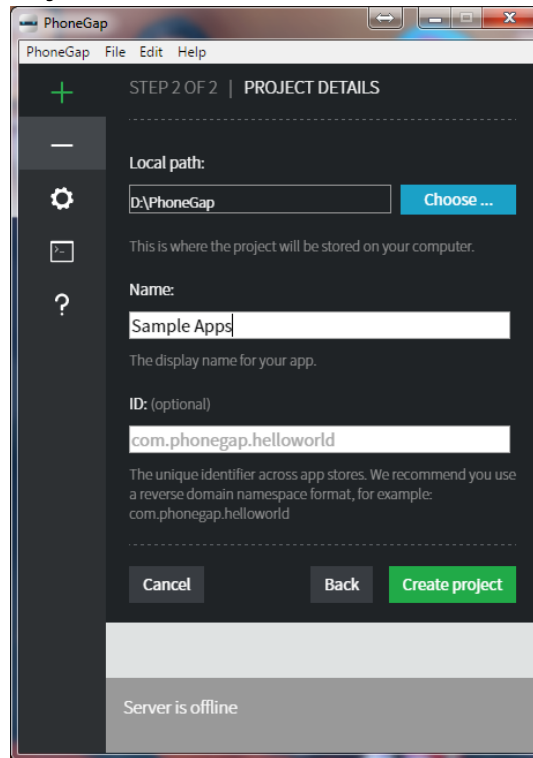 PhoneGap
PhoneGap File Edit Help
STEP 2 OF 2 | PROJECT DETAILS
Local path:
D:\PhoneGap
Choose ...
This is where the project will be stored on your computer.
Name:
Sample Apps
The display name for your app.
ID: (optional)
com.phonegap.helloworld
The unique identifier across app stores. We recommend you use
a reverse domain namespace format, for example:
com.phonegap.helloworld
Cancel Back Create project
Server is offline